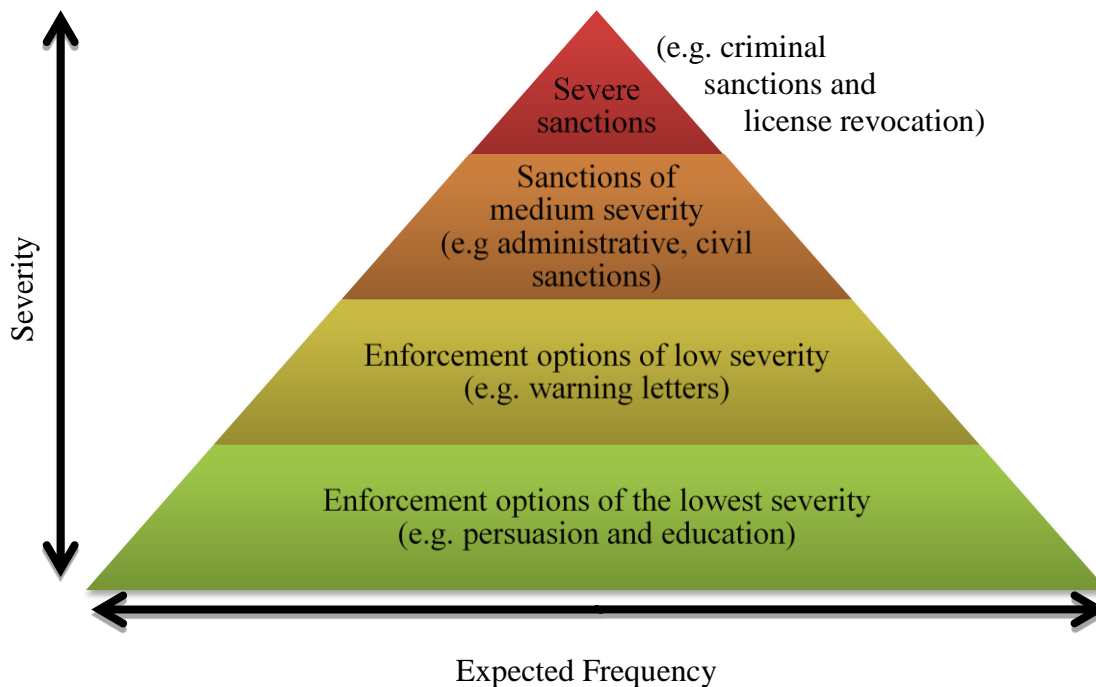 (e.g. criminal
sanctions and
license revocation)
Severe
sanctions
Sanctions of
medium severity
(e.g administrative, civil
sanctions)
Severity
Enforcement options of low severity
(e.g. warning letters)
Enforcement options of the lowest severity
(e.g. persuasion and education)
Expected Frequency